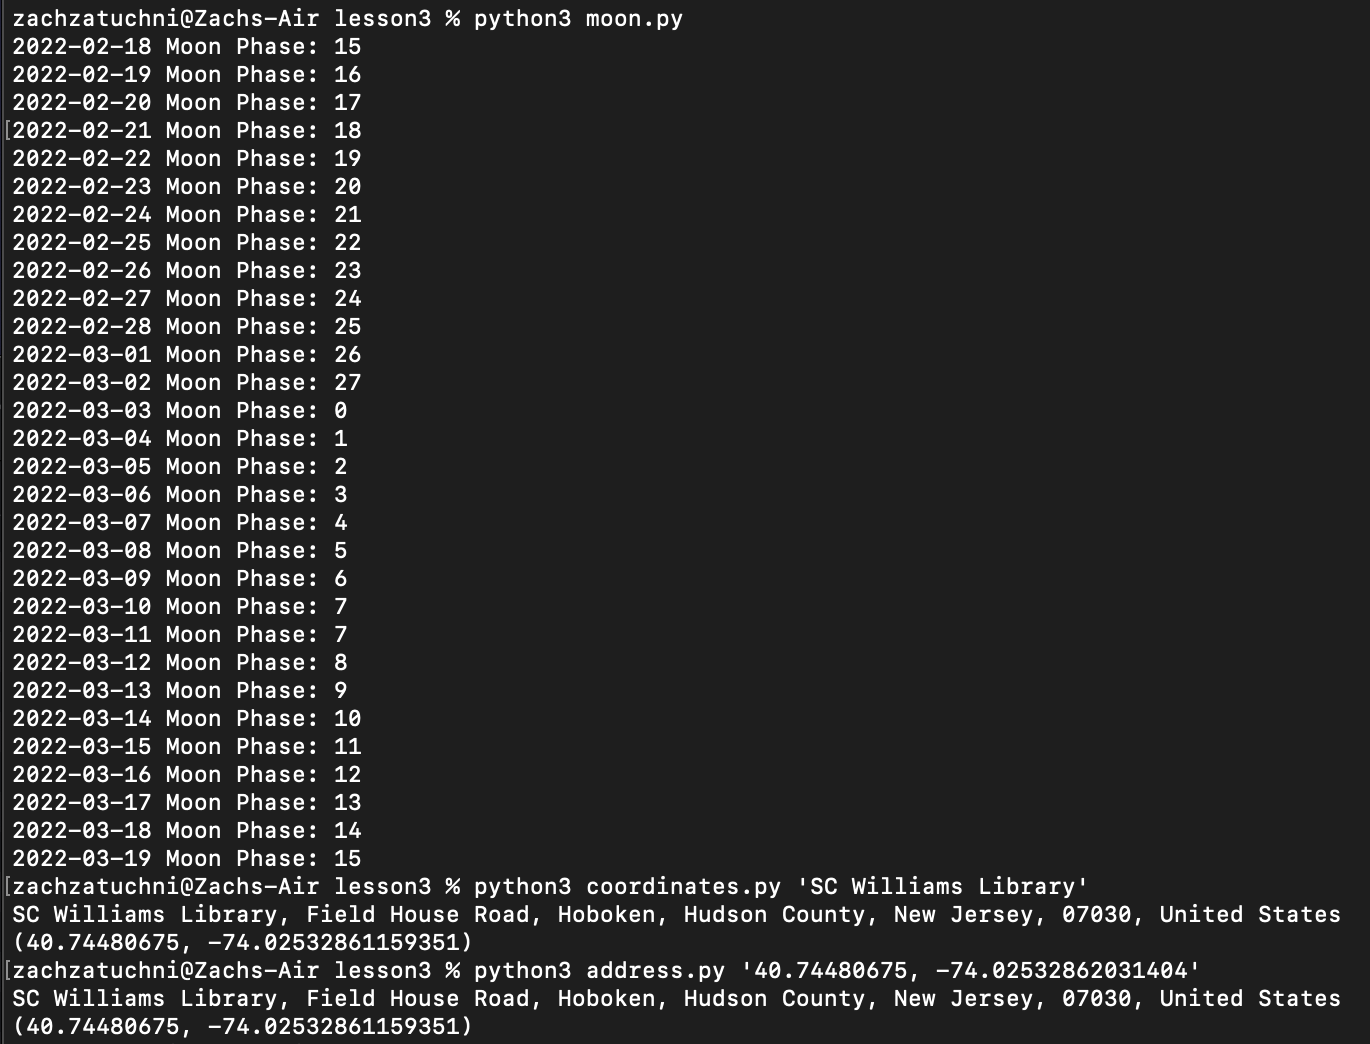 zachzatuchni@Zachs-Air lesson3 % python3 moon.py
2022-02-18 Moon Phase: 15
2022-02-19 Moon Phase: 16
2022-02-20 Moon Phase: 17
[2022-02-21 Moon Phase: 18
2022-02-22 Moon Phase: 19
2022-02-23 Moon Phase: 20
2022-02-24 Moon Phase: 21
2022-02-25 Moon Phase: 22
2022-02-26 Moon Phase: 23
2022-02-27 Moon Phase: 24
2022-02-28 Moon Phase: 25
2022-03-01 Moon Phase: 26
2022-03-02 Moon Phase: 27
2022-03-03 Moon Phase: 0
2022-03-04 Moon Phase: 1
2022-03-05 Moon Phase: 2
2022-03-06 Moon Phase: 3
2022-03-07 Moon Phase: 4
2022-03-08 Moon Phase: 5
2022-03-09 Moon Phase: 6
2022-03-10 Moon Phase: 7
2022-03-11 Moon Phase: 7
2022-03-12 Moon Phase: 8
2022-03-13 Moon Phase: 9
2022-03-14 Moon Phase: 10
2022-03-15 Moon Phase: 11
2022-03-16 Moon Phase: 12
2022-03-17 Moon Phase: 13
2022-03-18 Moon Phase: 14
2022-03-19 Moon Phase: 15
[zachzatuchni@Zachs-Air lesson3 % python3 coordinates.py 'SC Williams Library'
SC Williams Library, Field House Road, Hoboken, Hudson County, New Jersey, 07030, United States
(40.74480675, -74.02532861159351)
[zachzatuchni@Zachs-Air lesson3 % python3 address.py '40.74480675, -74.02532862031404'
SC Williams Library, Field House Road, Hoboken, Hudson County, New Jersey, 07030, United States
(40.74480675, -74.02532861159351)